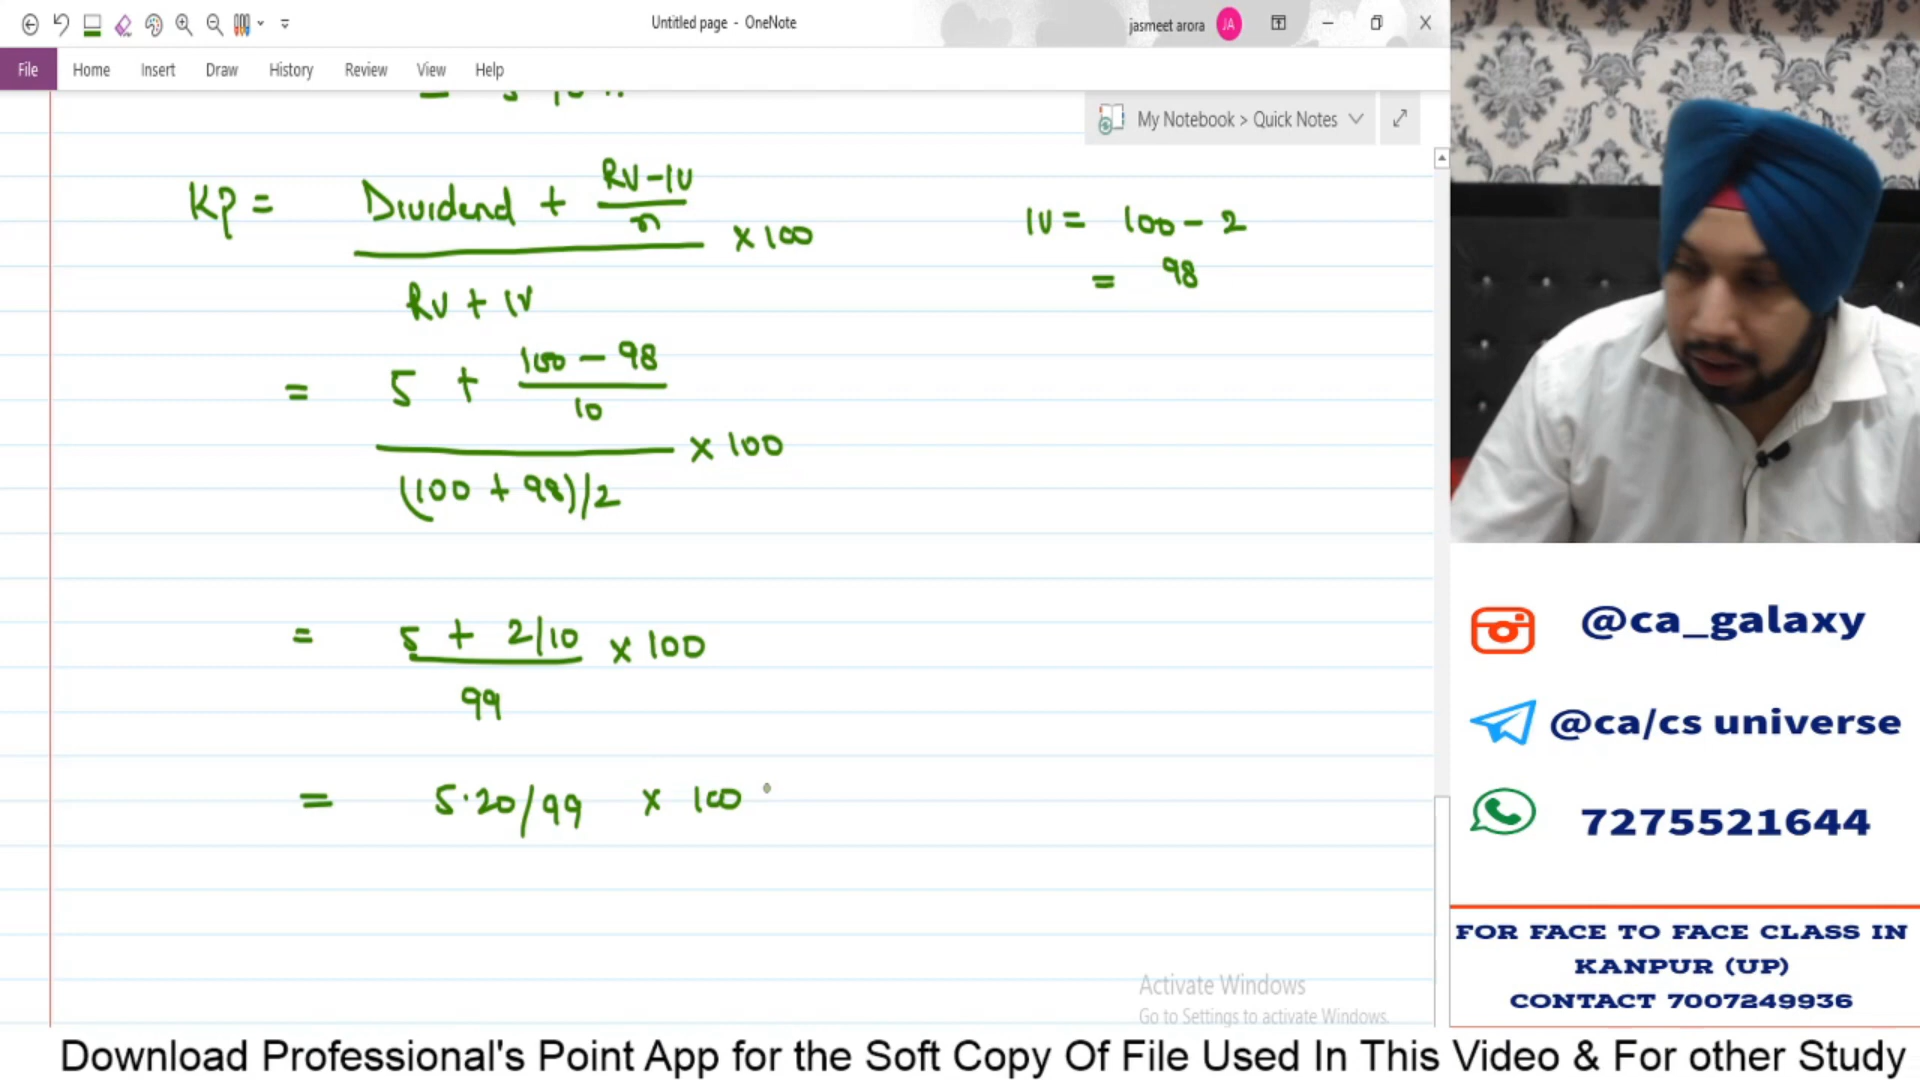 Untitled page - OneNote
jasmeet arora JA
File Home Insert Draw History Review View Help
My Notebook > Quick Notes
Kp = Dividend + RV-IV
n
x 100
RV + IV
IV = 100 - 2
= 98
= 5 + 100 - 98
10
x 100
(100 + 98)/2
= 5 + 2/10 x 100
99
= 5.20/99 x 100
@ca_galaxy
@ca/cs universe
7275521644
FOR FACE TO FACE CLASS IN
KANPUR (UP)
CONTACT 7007249936
Activate Windows
Go to Settings to activate Windows.
Download Professional's Point App for the Soft Copy Of File Used In This Video & For other Study